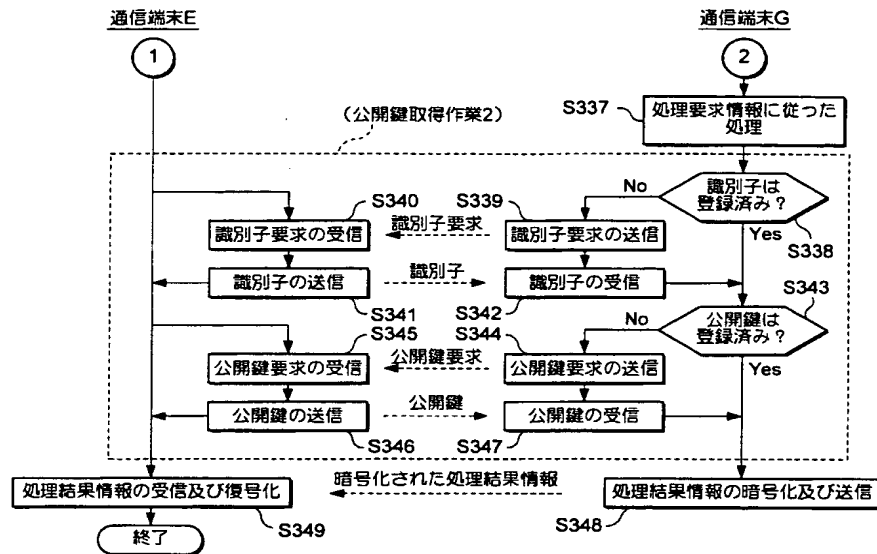 通信端末E
通信端末G
1
2
S337
処理要求情報に従った
処理
(公開鍵取得作業2)
No
識別子は
登録済み?
S338
Yes
S340
S339
識別子要求
識別子要求の受信
識別子要求の送信
識別子
識別子の送信
識別子の受信
S341
S342
S343
公開鍵は
登録済み?
No
Yes
S345
S344
公開鍵要求
公開鍵要求の受信
公開鍵要求の送信
公開鍵
公開鍵の送信
公開鍵の受信
S346
S347
暗号化された処理結果情報
処理結果情報の受信及び復号化
処理結果情報の暗号化及び送信
S349
S348
終了